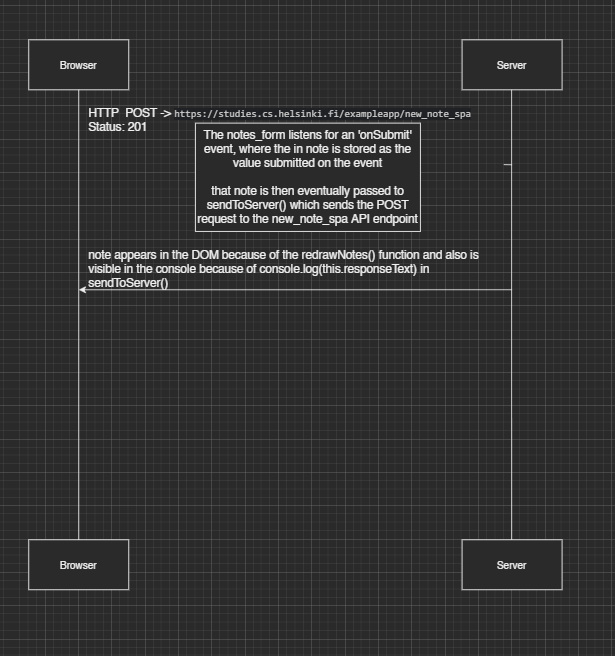 Browser
Server
HTTP POST -> https://studies.cs.helsinki.fi/exampleapp/new_note_spa
Status: 201
The notes_form listens for an 'onSubmit'
event, where the in note is stored as the
value submitted on the event
that note is then eventually passed to
sendToServer() which sends the POST
request to the new_note_spa API endpoint
note appears in the DOM because of the redrawNotes() function and also is
visible in the console because of console.log(this.responseText) in
sendToServer()
Browser
Server